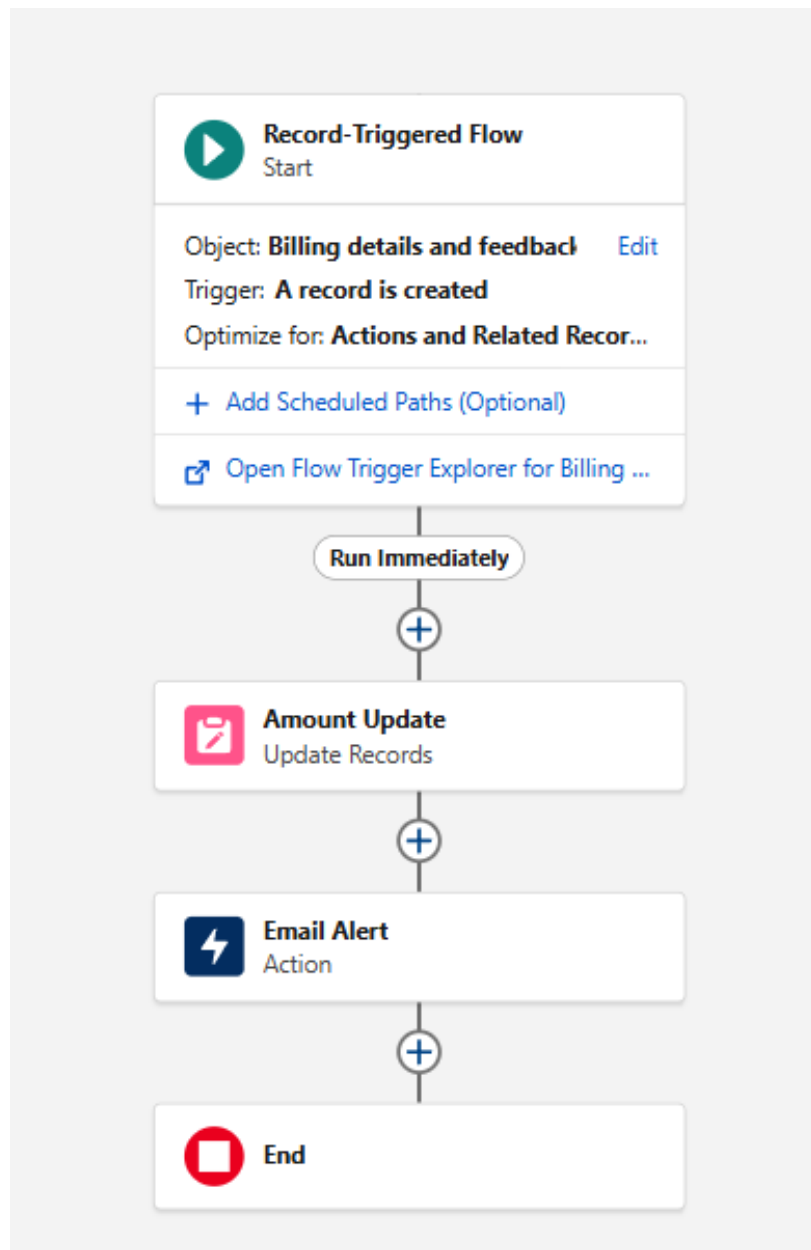 Record-Triggered Flow
Start
Object: Billing details and feedback Edit
Trigger: A record is created
Optimize for: Actions and Related Recor...
Add Scheduled Paths (Optional)
Open Flow Trigger Explorer for Billing ...
Run Immediately
Amount Update
Update Records
Email Alert
Action
End